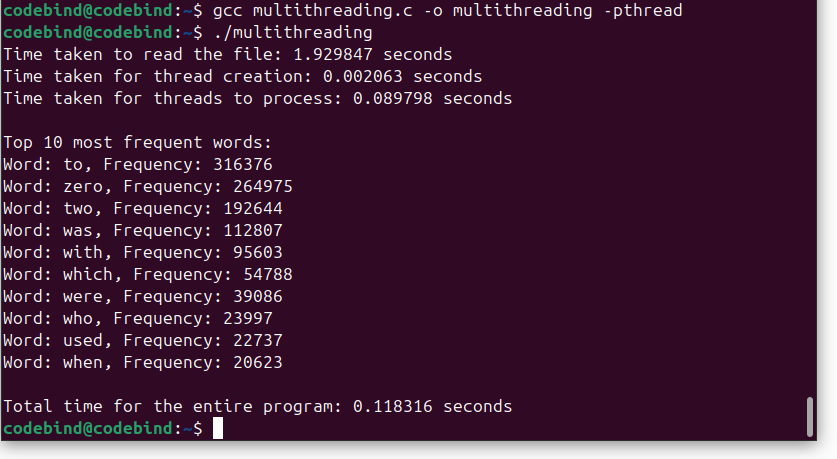 codebind@codebind:~$ gcc multithreading.c -o multithreading -pthread
codebind@codebind:~$ ./multithreading
Time taken to read the file: 1.929847 seconds
Time taken for thread creation: 0.002063 seconds
Time taken for threads to process: 0.089798 seconds
Top 10 most frequent words:
Word: to, Frequency: 316376
Word: zero, Frequency: 264975
Word: two, Frequency: 192644
Word: was, Frequency: 112807
Word: with, Frequency: 95603
Word: which, Frequency: 54788
Word: were, Frequency: 39086
Word: who, Frequency: 23997
Word: used, Frequency: 22737
Word: when, Frequency: 20623
Total time for the entire program: 0.118316 seconds
codebind@codebind:~$